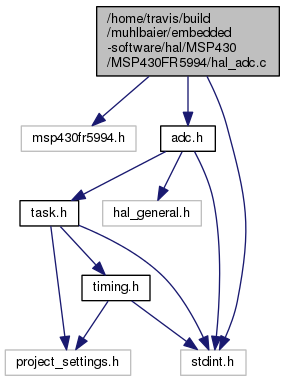 /home/travis/build
/muhlbaier/embedded
-software/hal/MSP430
/MSP430FR5994/hal_adc.c
msp430fr5994.h
adc.h
task.h
hal_general.h
timing.h
project_settings.h
stdint.h